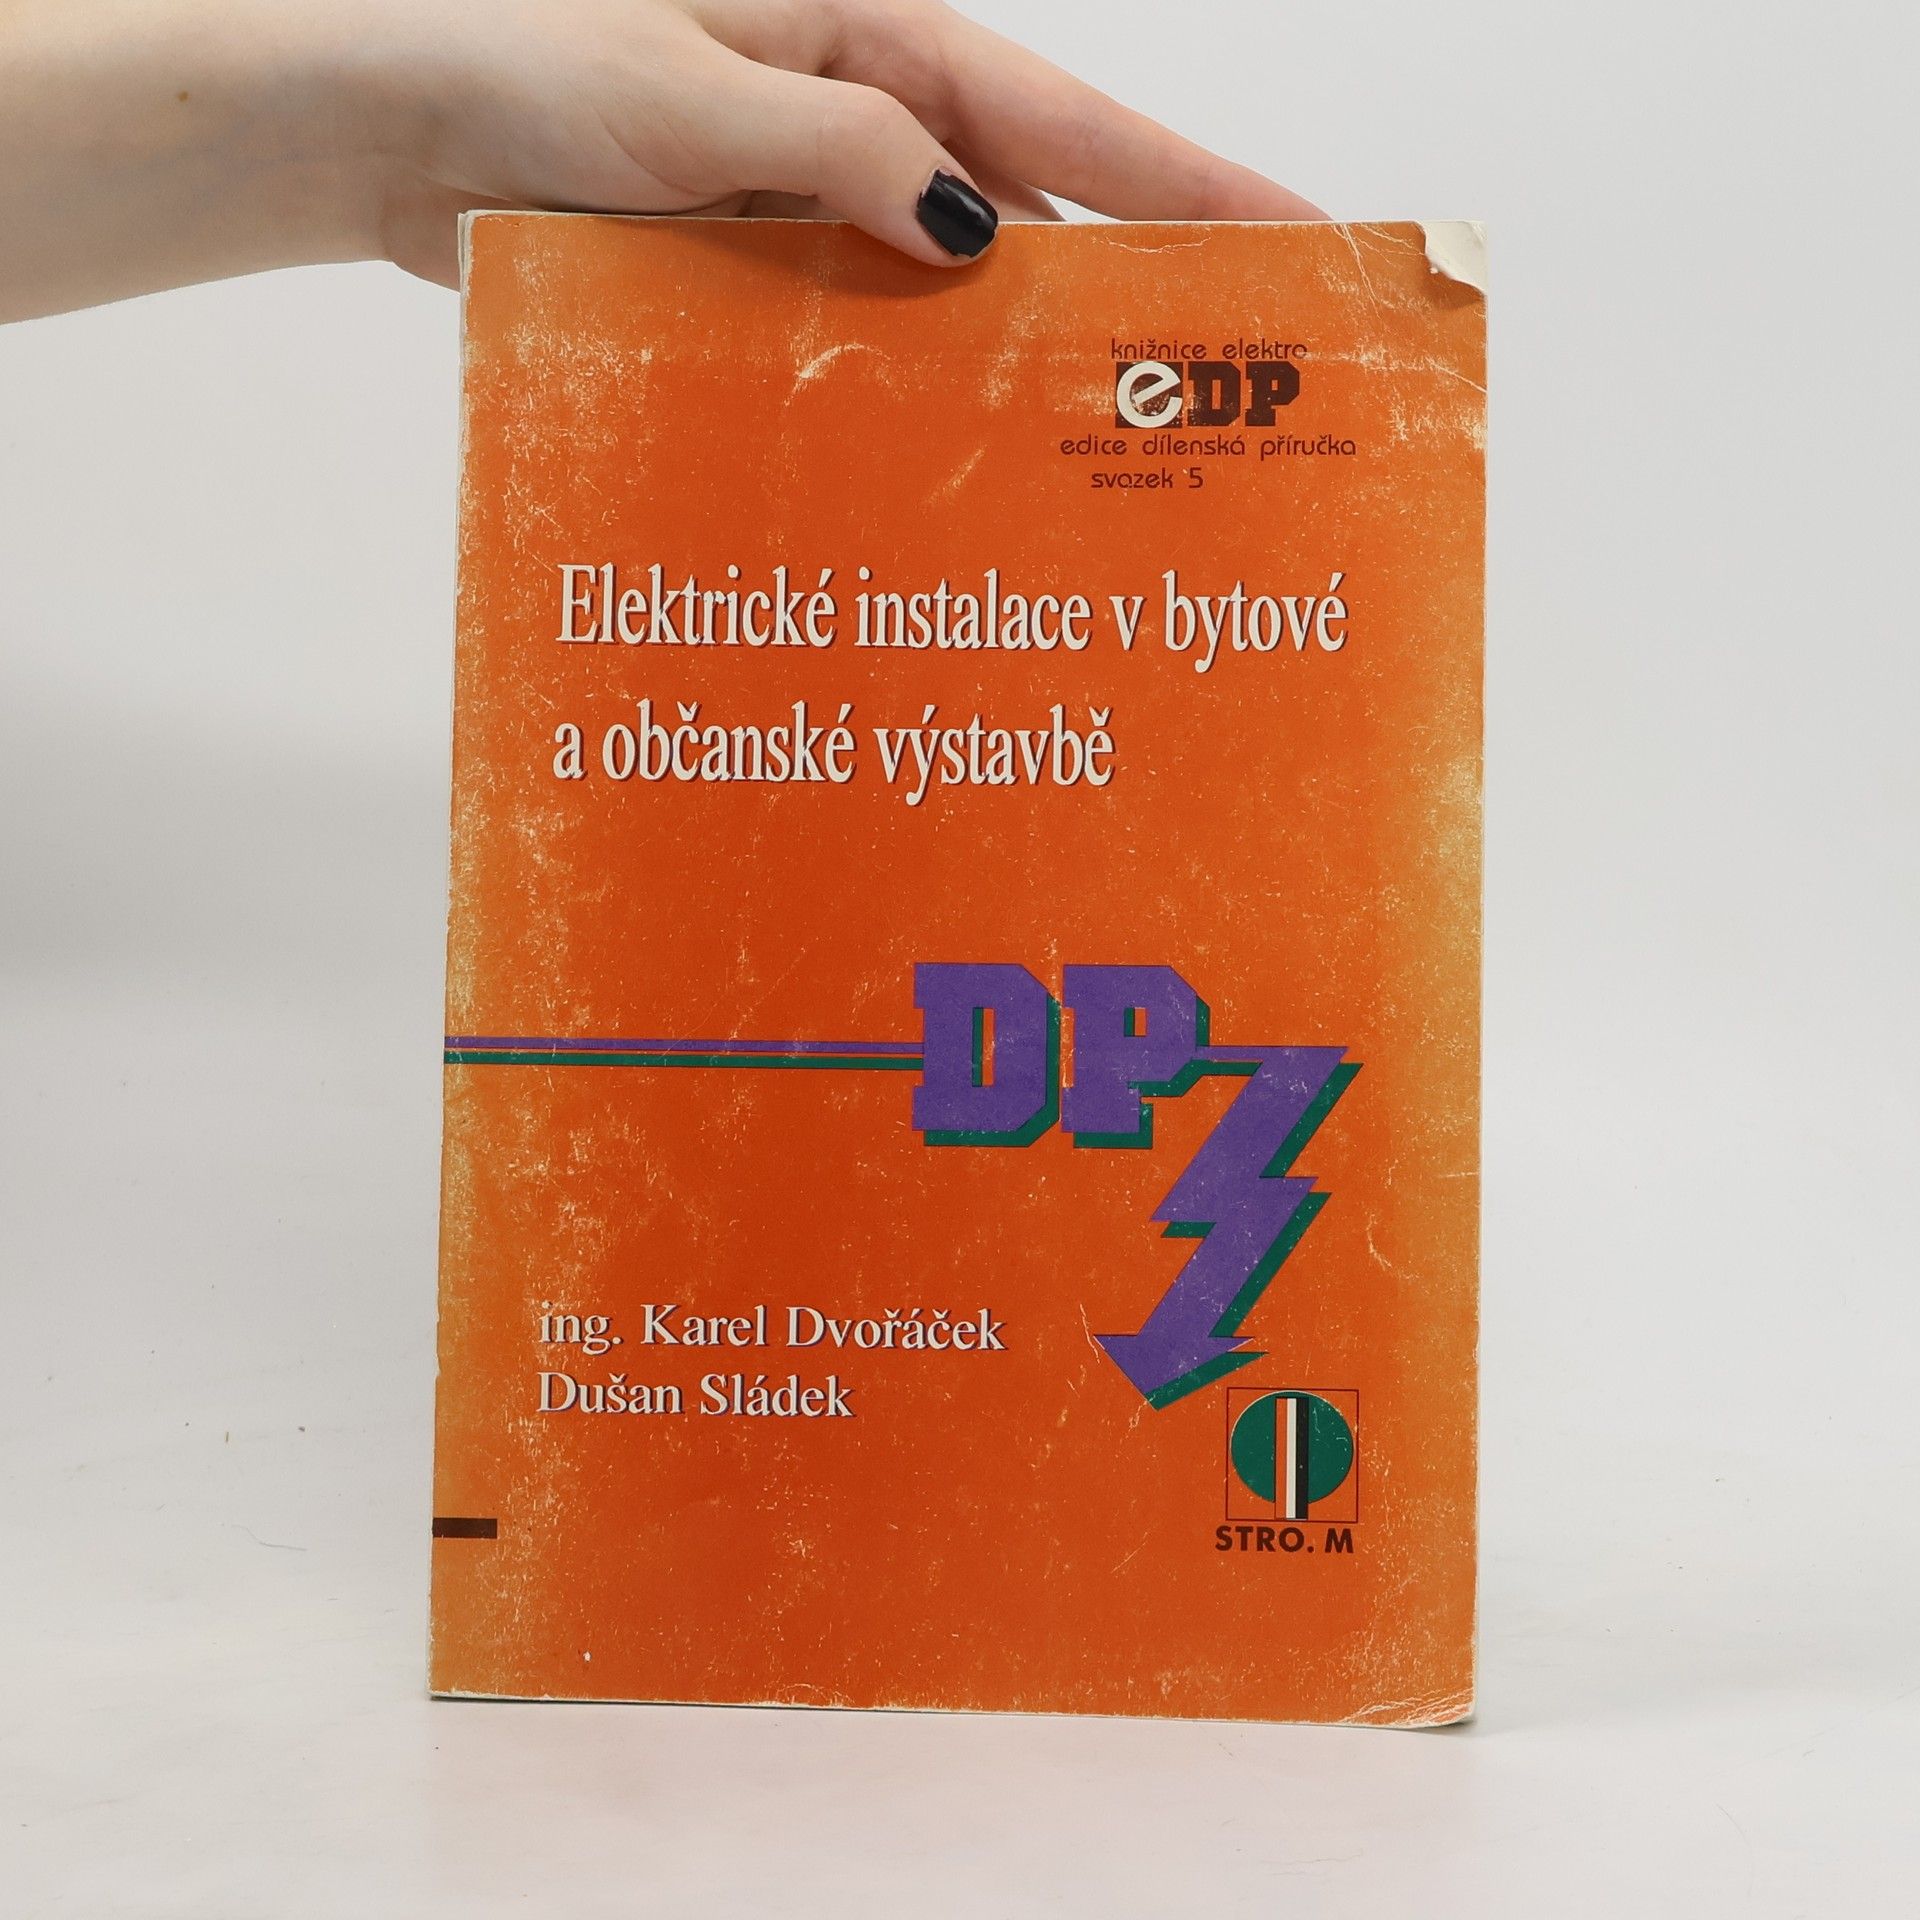 knižnice elektro
eDP
edice dílenská příručka
svazek 5
Elektrické instalace v bytové
a občanské výstavbě
DP
ing. Karel Dvořáček
Dušan Sládek
STRO. M